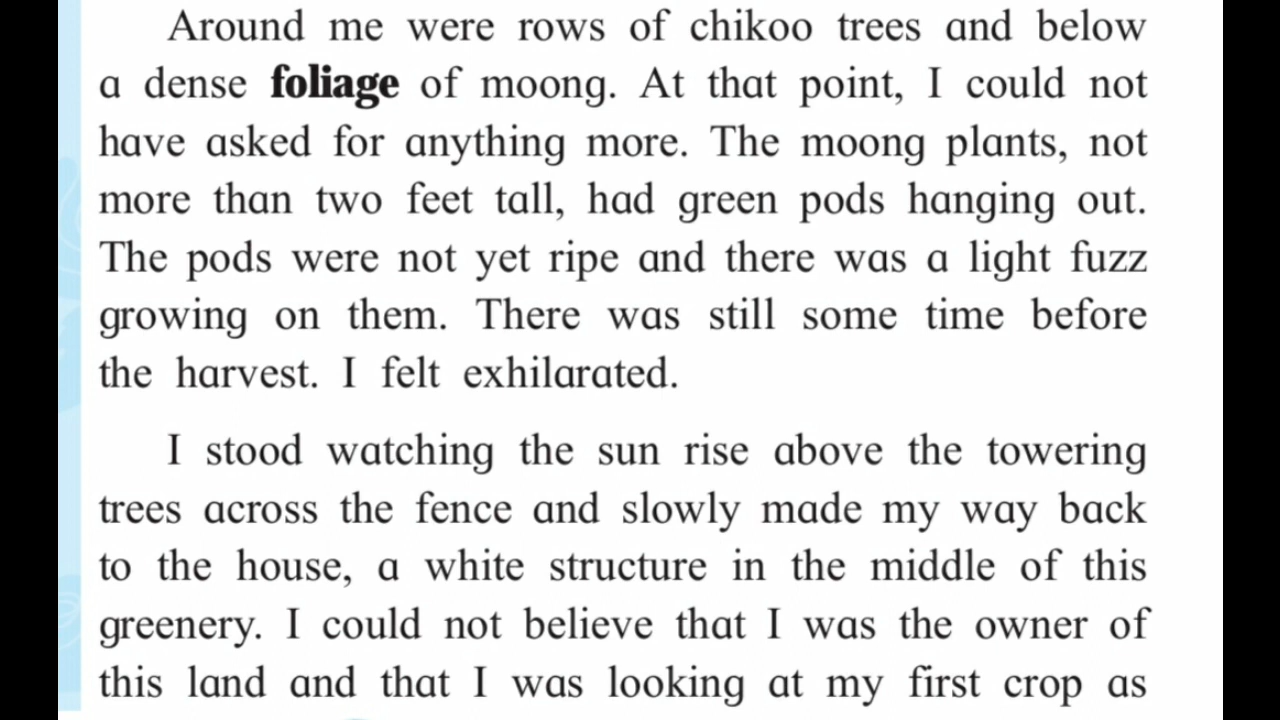 Around me were rows of chikoo trees and below
a dense foliage of moong. At that point, I could not
have asked for anything more. The moong plants, not
more than two feet tall, had green pods hanging out.
The pods were not yet ripe and there was a light fuzz
growing on them. There was still some time before
the harvest. I felt exhilarated.
I stood watching the sun rise above the towering
trees across the fence and slowly made my way back
to the house, a white structure in the middle of this
greenery. I could not believe that I was the owner of
this land and that I was looking at my first crop as